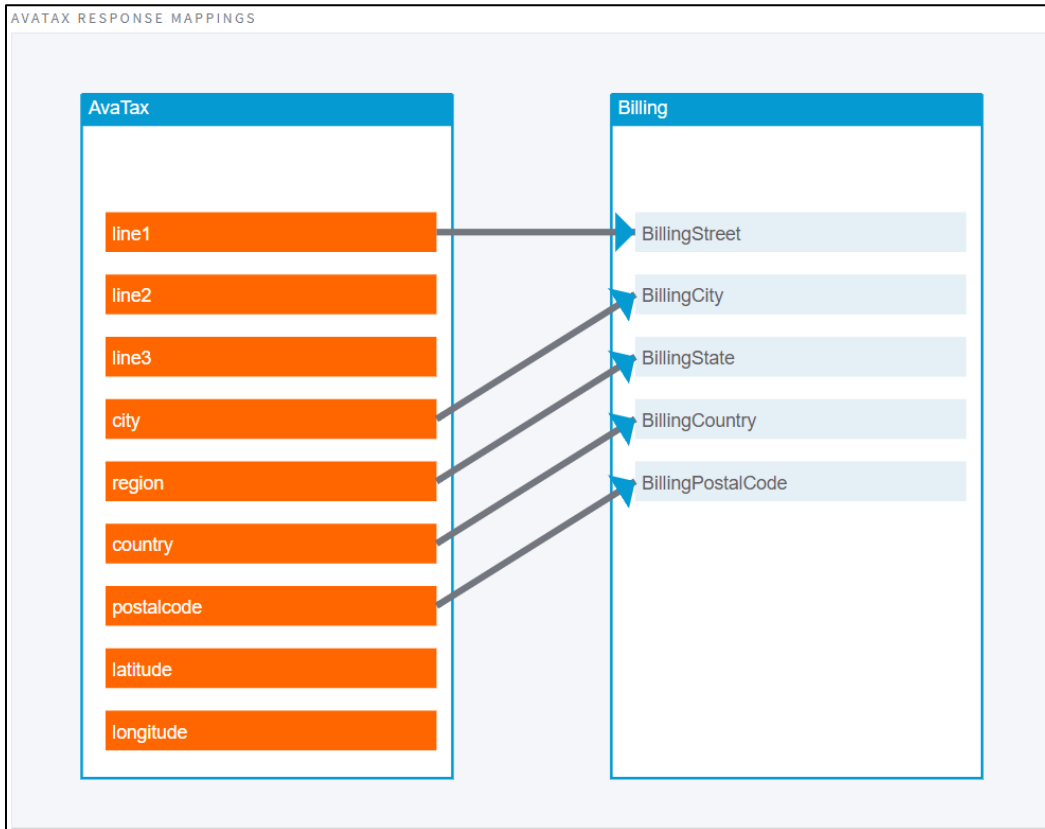 AVATAX RESPONSE MAPPINGS
AvaTax
line1
line2
line3
city
region
country
postalcode
latitude
longitude
Billing
BillingStreet
BillingCity
BillingState
BillingCountry
BillingPostalCode